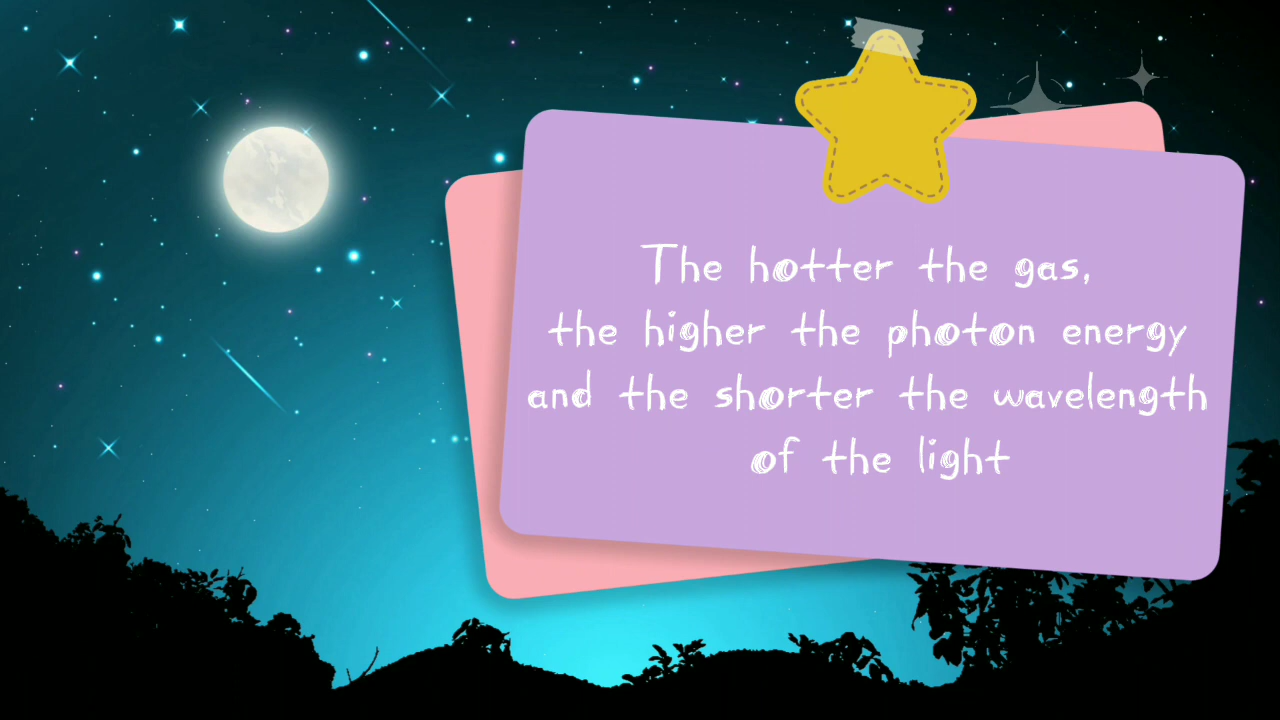 The hotter the gas,
the higher the photon energy
and the shorter the wavelength
of the light